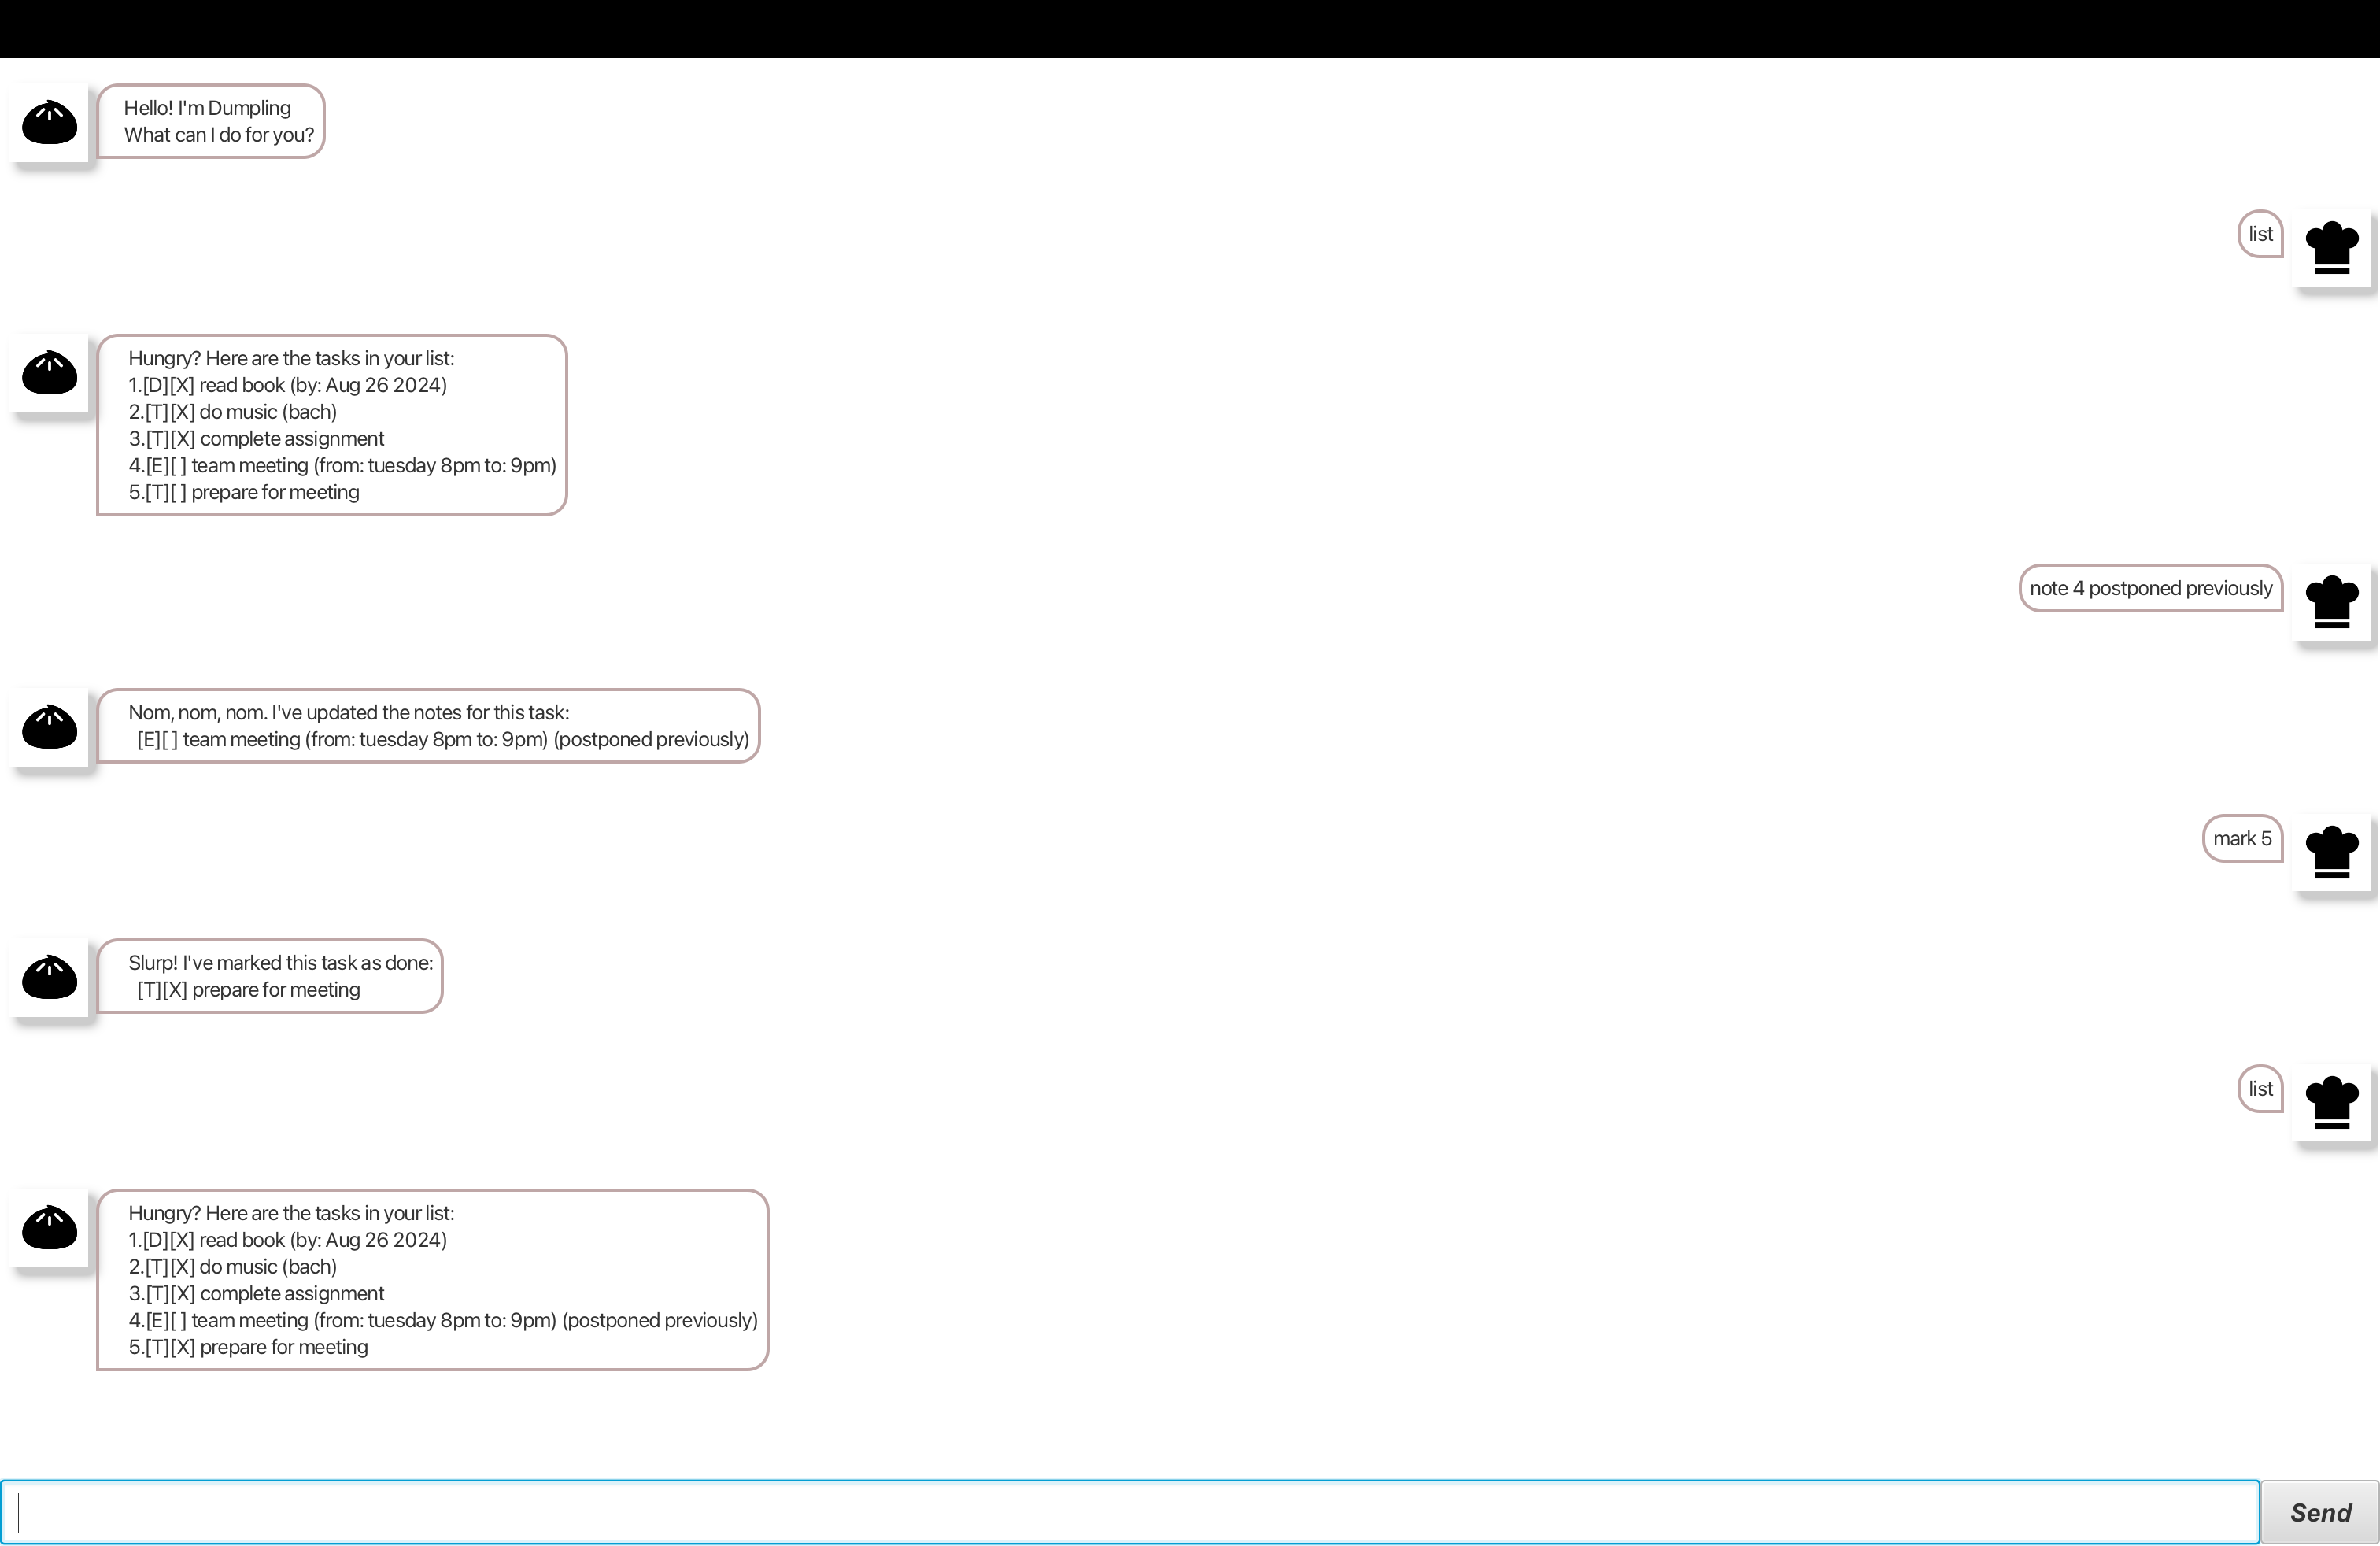 Hello! I'm Dumpling
What can I do for you?
list
Hungry? Here are the tasks in your list:
1.[D][X] read book (by: Aug 26 2024)
2.[T][X] do music (bach)
3.[T][X] complete assignment
4.[E][ ] team meeting (from: tuesday 8pm to: 9pm)
5.[T][ ] prepare for meeting
note 4 postponed previously
Nom, nom, nom. I've updated the notes for this task:
[E][ ] team meeting (from: tuesday 8pm to: 9pm) (postponed previously)
mark 5
Slurp! I've marked this task as done:
[T][X] prepare for meeting
list
Hungry? Here are the tasks in your list:
1.[D][X] read book (by: Aug 26 2024)
2.[T][X] do music (bach)
3.[T][X] complete assignment
4.[E][ ] team meeting (from: tuesday 8pm to: 9pm) (postponed previously)
5.[T][X] prepare for meeting
Send